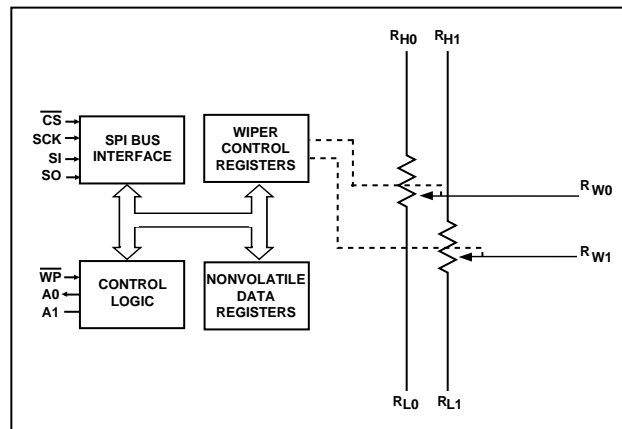 RH0 RH1
CS
SCK
SI
SO
SPI BUS
INTERFACE
WIPER
CONTROL
REGISTERS
RW0
WP
A0
A1
CONTROL
LOGIC
NONVOLATILE
DATA
REGISTERS
RW1
RL0 RL1